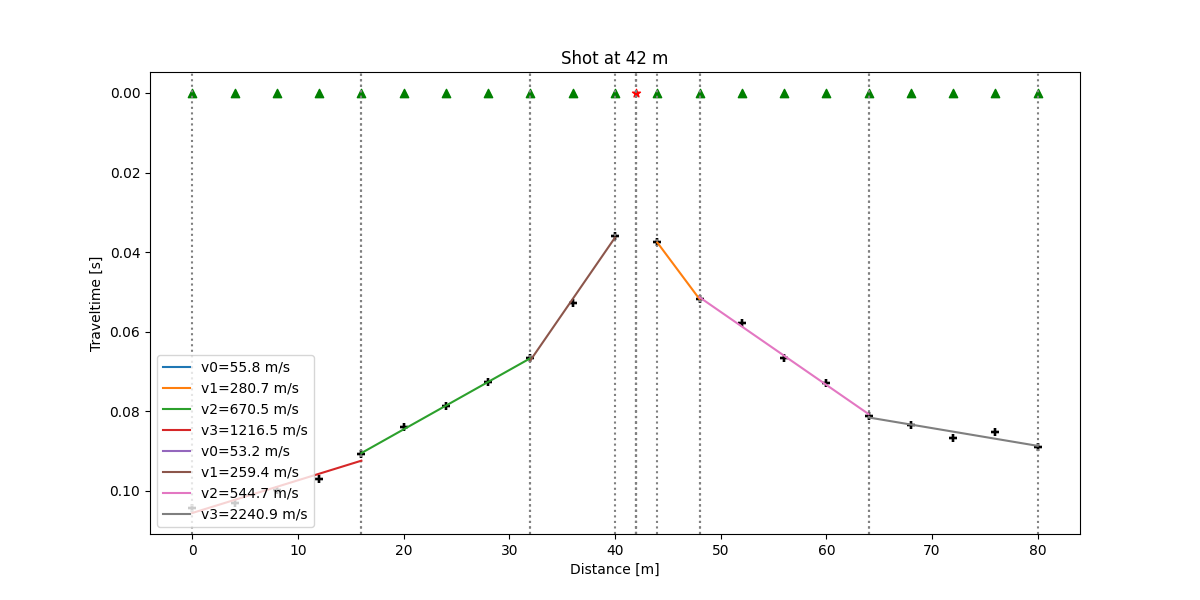 Shot at 42 m
Traveltime [s]
0.00
0.02
0.04
0.06
0.08
0.10
v0=55.8 m/s
v1=280.7 m/s
v2=670.5 m/s
v3=1216.5 m/s
v0=53.2 m/s
v1=259.4 m/s
v2=544.7 m/s
v3=2240.9 m/s
0 10 20 30 40 50 60 70 80
Distance [m]